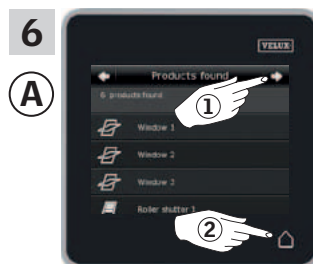 6
A
VELUX
Products found
6 products found
1
Window 1
Window 2
Window 3
Roller shutter 1
2